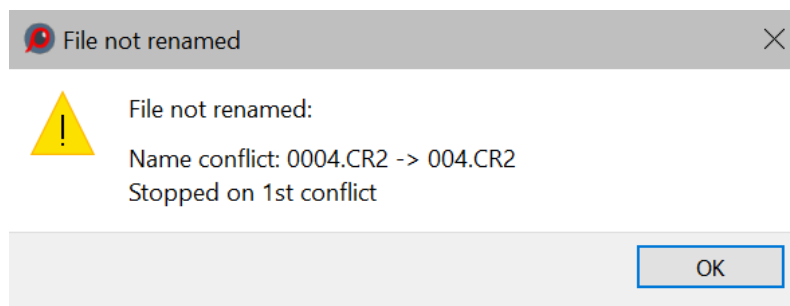 File not renamed
File not renamed:
Name conflict: 0004.CR2 -> 004.CR2
Stopped on 1st conflict
OK